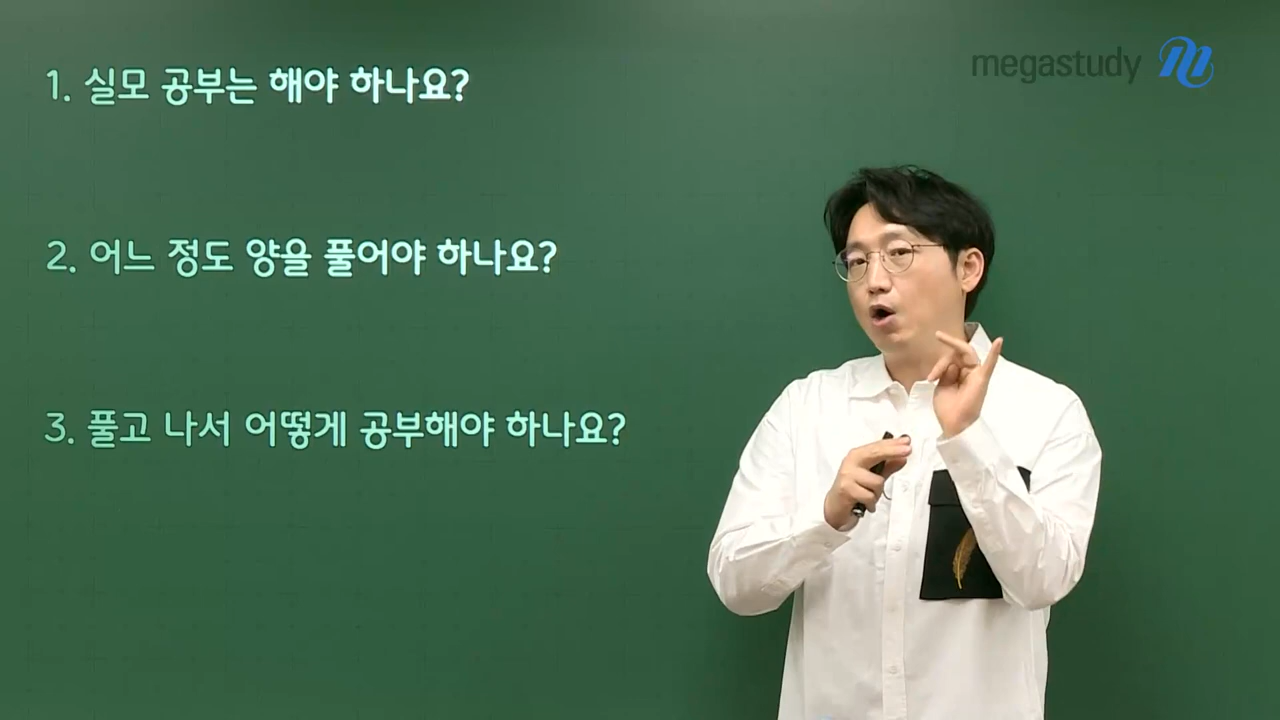 megastudy
1. 실모 공부는 해야 하나요?
2. 어느 정도 양을 풀어야 하나요?
3. 풀고 나서 어떻게 공부해야 하나요?